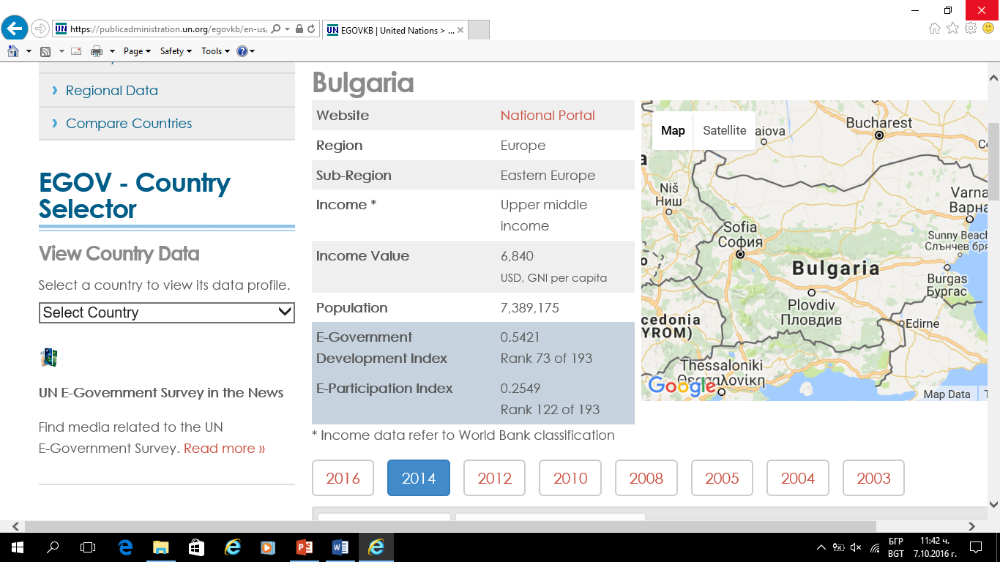 https://publicadministration.un.org/egovkb/en-us/
EGOVKB | United Nations > ...
Page
Safety
Tools
Regional Data
Compare Countries
EGOV - Country
Selector
View Country Data
Select a country to view its data profile.
Select Country
UN E-Government Survey in the News
Find media related to the UN
E-Government Survey. Read more »
Bulgaria
Website National Portal
Region Europe
Sub-Region Eastern Europe
Income * Upper middle
income
Income Value 6,840
USD, GNI per capita
Population 7,389,175
E-Government 0.5421
Development Index Rank 73 of 193
E-Participation Index 0.2549
Rank 122 of 193
* Income data refer to World Bank classification
2016 2014 2012 2010 2008 2005 2004 2003
Map Satellite
aiova
Bucharest
Niš
Ниш
Varna
Варна
Sofia
София
Sunny Beach
Слънчев бря
Bulgaria
Burgas
Бургас
Plovdiv
Пловдив
cedonia
YROM)
Edirne
Thessaloniki
Θεσσαλονίκη
Google
Map Data
БГР
BGT
11:42 ч.
7.10.2016 г.